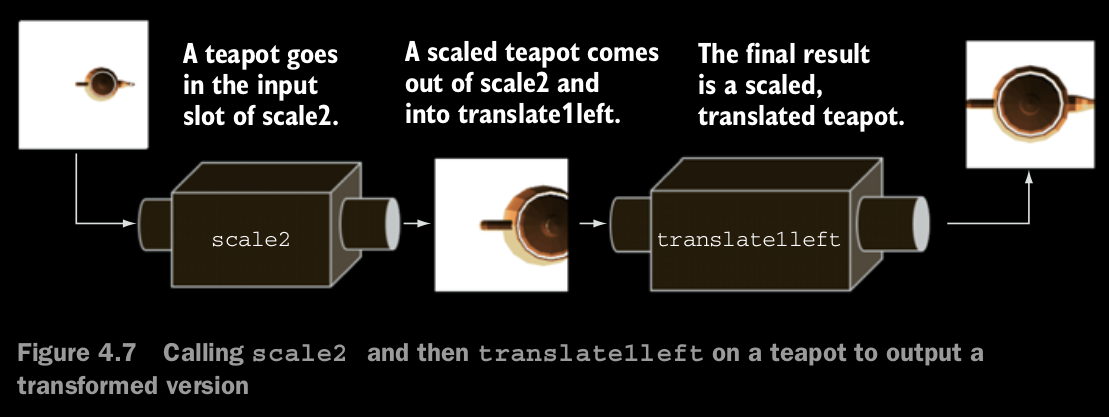 A teapot goes
in the input
slot of scale2.
A scaled teapot comes
out of scale2 and
into translate1left.
The final result
is a scaled,
translated teapot.
scale2
translate1left
Figure 4.7 Calling scale2 and then translate1left on a teapot to output a
transformed version